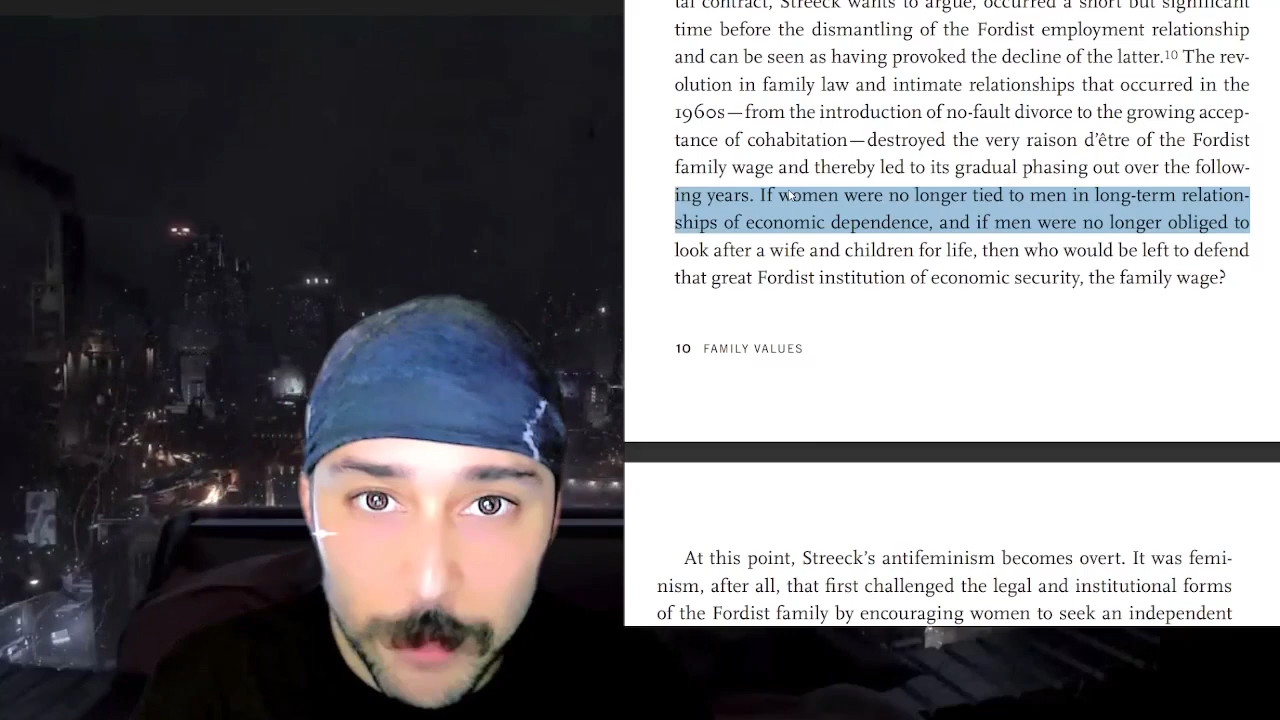 tal contract, Streeck wants to argue, occurred a short but significant
time before the dismantling of the Fordist employment relationship
and can be seen as having provoked the decline of the latter.10 The rev-
olution in family law and intimate relationships that occurred in the
1960s—from the introduction of no-fault divorce to the growing accep-
tance of cohabitation—destroyed the very raison d'être of the Fordist
family wage and thereby led to its gradual phasing out over the follow-
ing years. If women were no longer tied to men in long-term relation-
ships of economic dependence, and if men were no longer obliged to
look after a wife and children for life, then who would be left to defend
that great Fordist institution of economic security, the family wage?
10 FAMILY VALUES
At this point, Streeck's antifeminism becomes overt. It was femi-
nism, after all, that first challenged the legal and institutional forms
of the Fordist family by encouraging women to seek an independent